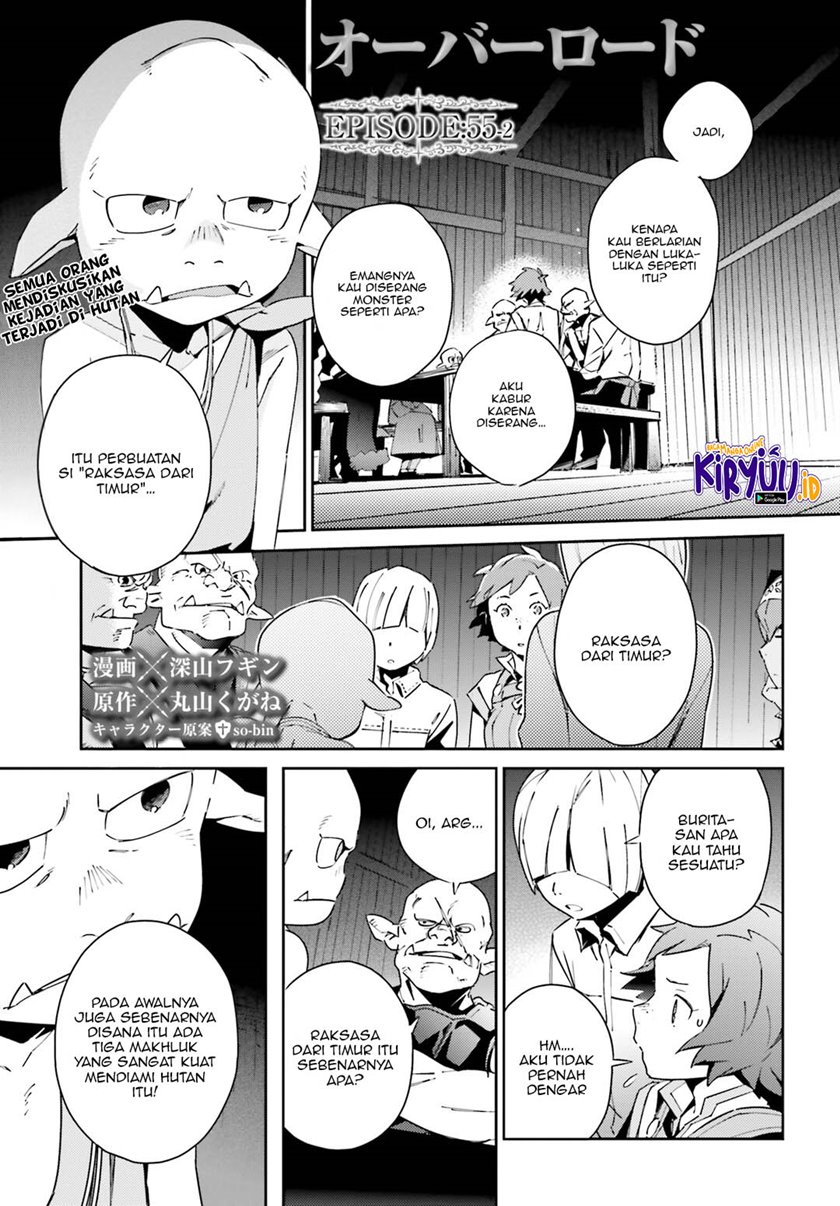 オーバーロード
EPISODE:55-2
JADI,
KENAPA
KAU BERLARIAN
DENGAN LUKA-
LUKA SEPERTI
ITU?
EMANGNYA
KAU DISERANG
MONSTER
SEPERTI APA?
AKU
KABUR
KARENA
DISERANG...
SEMUA ORANG
MENDISKUSIKAN
KEJADIAN YANG
TERJADI DI HUTAN
ITU PERBUATAN
SI "RAKSASA DARI
TIMUR"...
BACA MANGA ONLINE
KIRYUU.ID
Google Play
RAKSASA
DARI TIMUR?
漫画×深山フギン
原作×丸山くがね
キャラクター原案 so-bin
BURITA-
SAN APA
KAU TAHU
SESUATU?
HM....
AKU TIDAK
PERNAH
DENGAR
OI, ARG...
RAKSASA
DARI TIMUR ITU
SEBENARNYA
APA?
PADA AWALNYA
JUGA SEBENARNYA
DISANA ITU ADA
TIGA MAKHLUK
YANG SANGAT KUAT
MENDIAMI HUTAN
ITU!